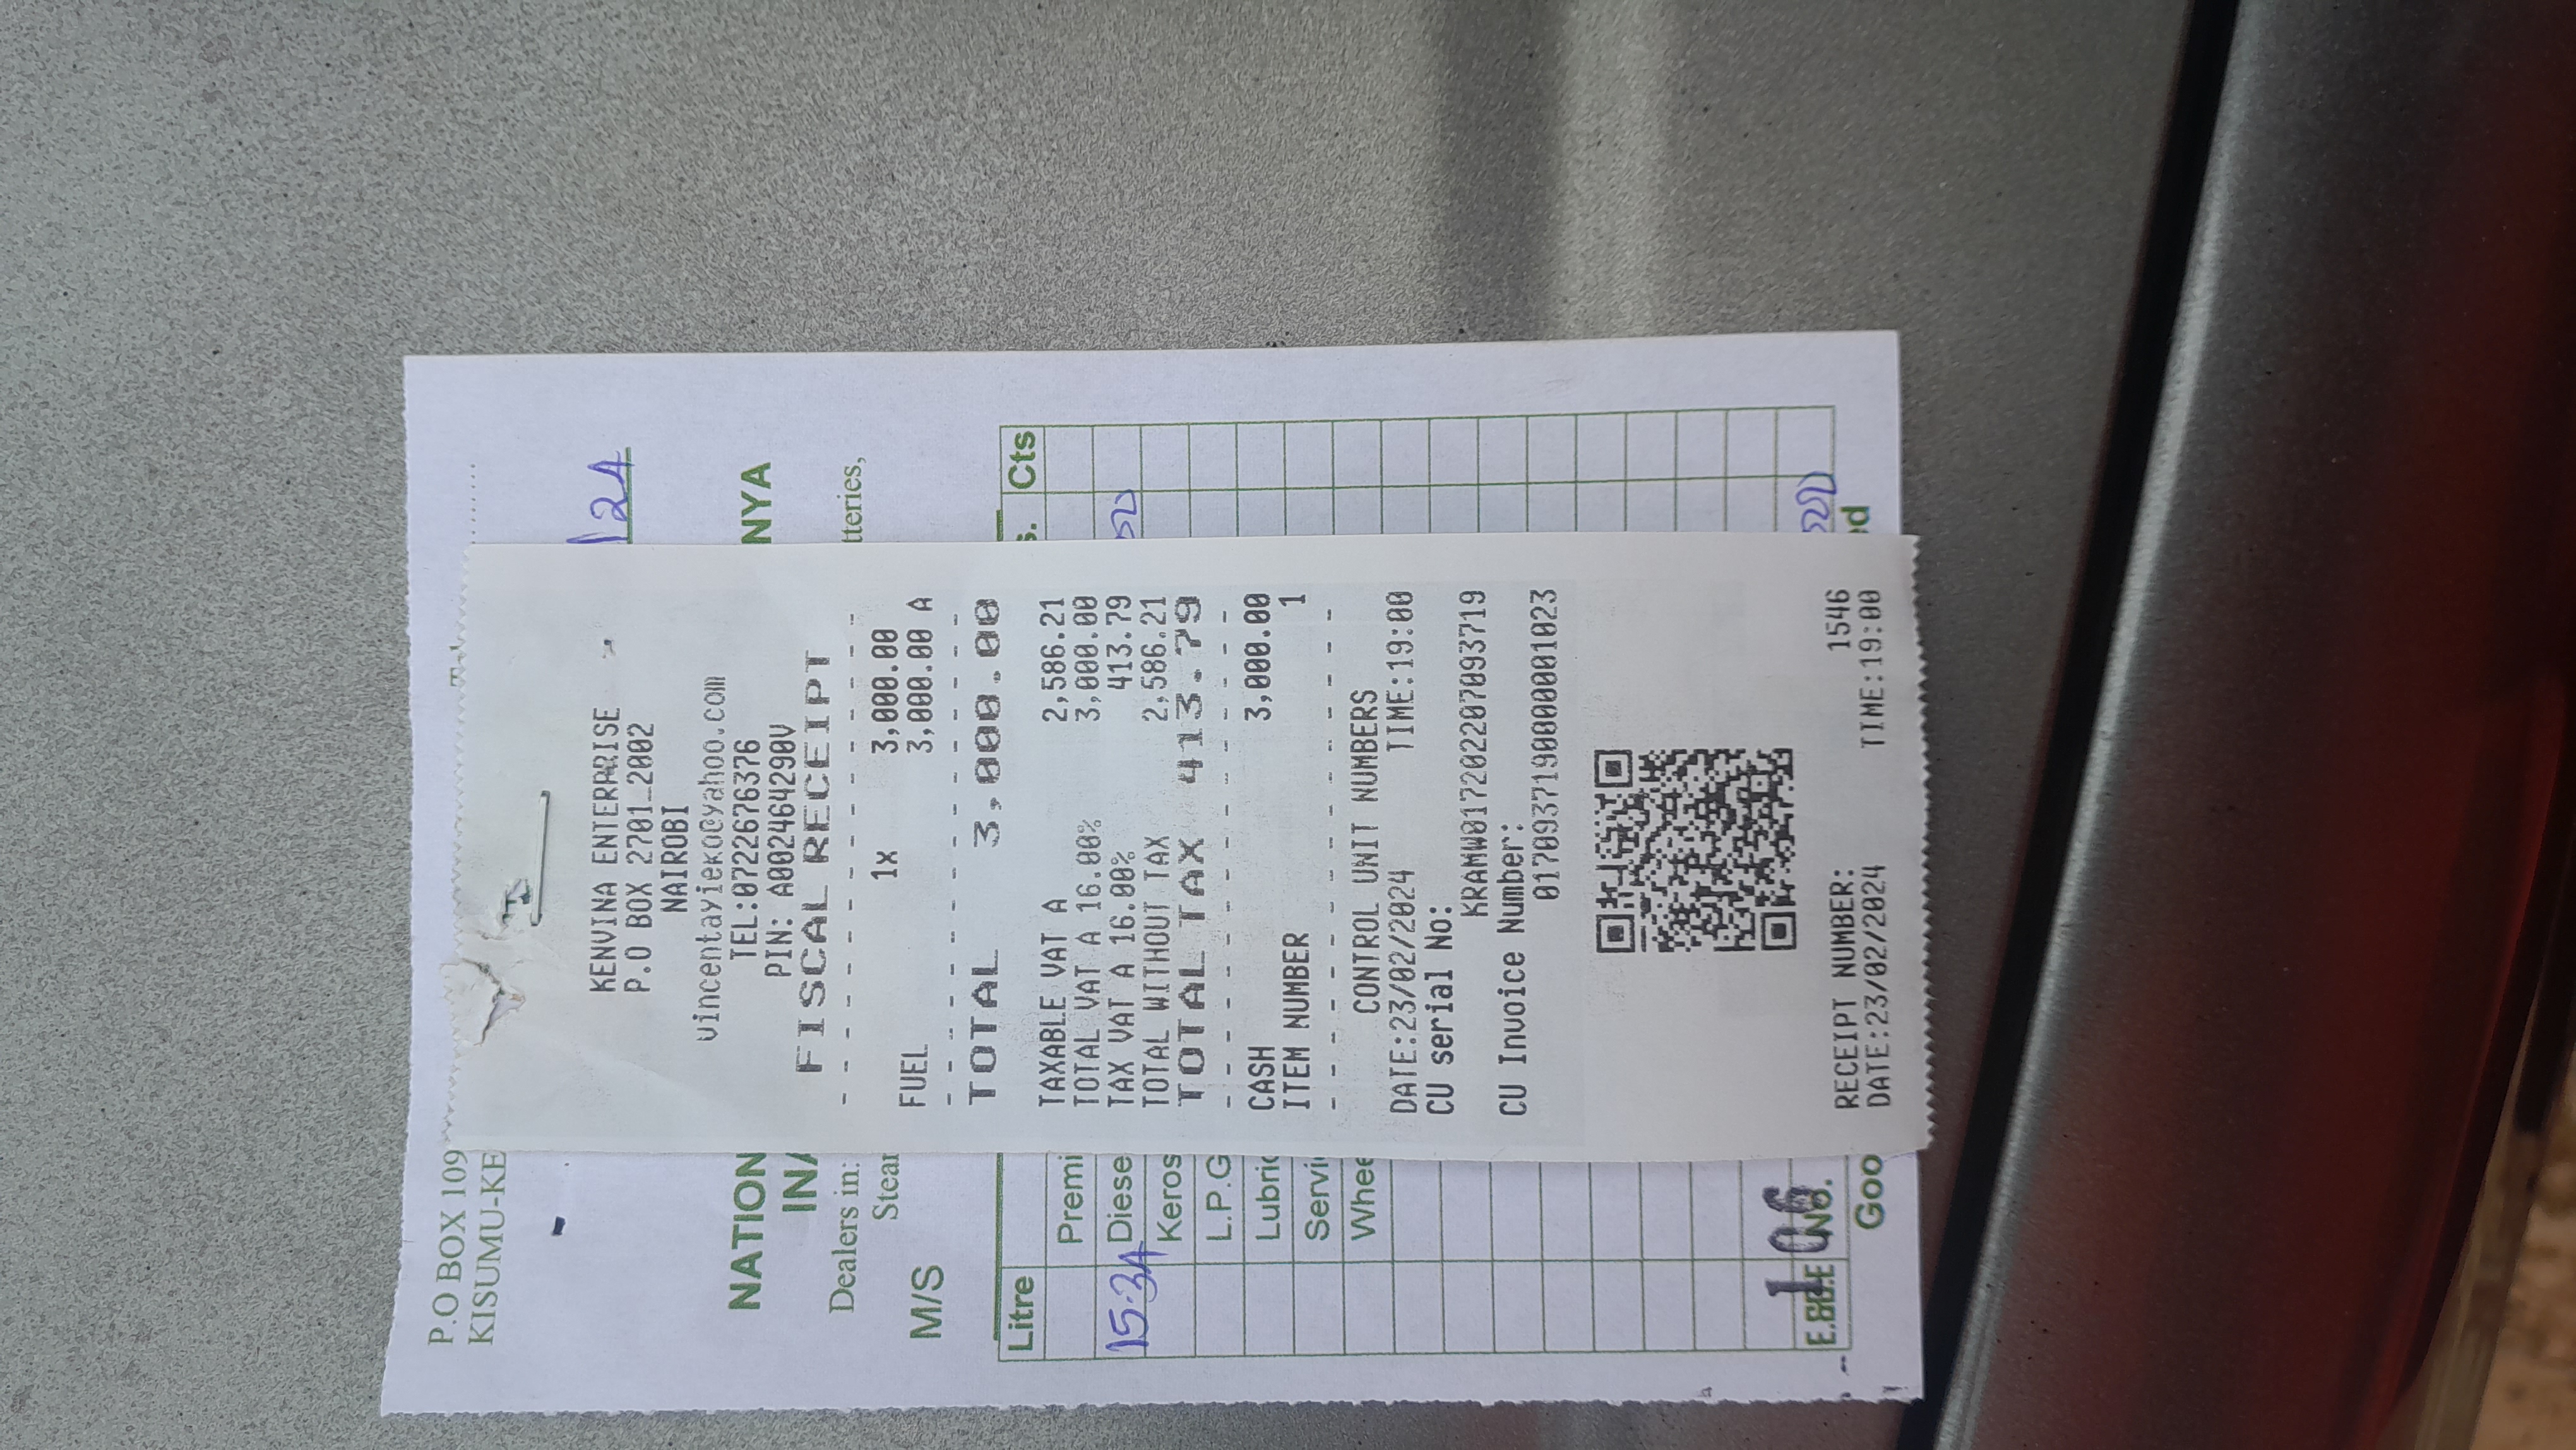 KENVINA ENTERPRISE
P.O BOX 2701_2002
NAIROBI
vincentayieko@yahoo.com
TEL:0722676376
PIN: A002464290V
FISCAL RECEIPT
- - - - - - - - - - - - - - - -
1x 3,000.00
FUEL 3,000.00 A
- - - - - - - - - - - - - - - -
TOTAL 3,000.00
TAXABLE VAT A 2,586.21
TOTAL VAT A 16.00% 3,000.00
TAX VAT A 16.00% 413.79
TOTAL WITHOUT TAX 2,586.21
TOTAL TAX 413.79
- - - - - - - - - - - - - - - -
CASH 3,000.00
ITEM NUMBER 1
- - - - - - - - - - - - - - - -
CONTROL UNIT NUMBERS
DATE:23/02/2024 TIME:19:00
CU serial No:
KRAMW017202207093719
CU Invoice Number:
0170937190000001023
RECEIPT NUMBER: 1546
DATE:23/02/2024 TIME:19:00
P.O BOX 109
KISUMU-KE
24
NATION NYA
INA
Dealers in: tteries,
Stear
M/S
Litre s. Cts
Premi
15.34 Diese
Keros
L.P.G
Lubric
Servic
Whee
E.&O.E No. 106
Goo ed